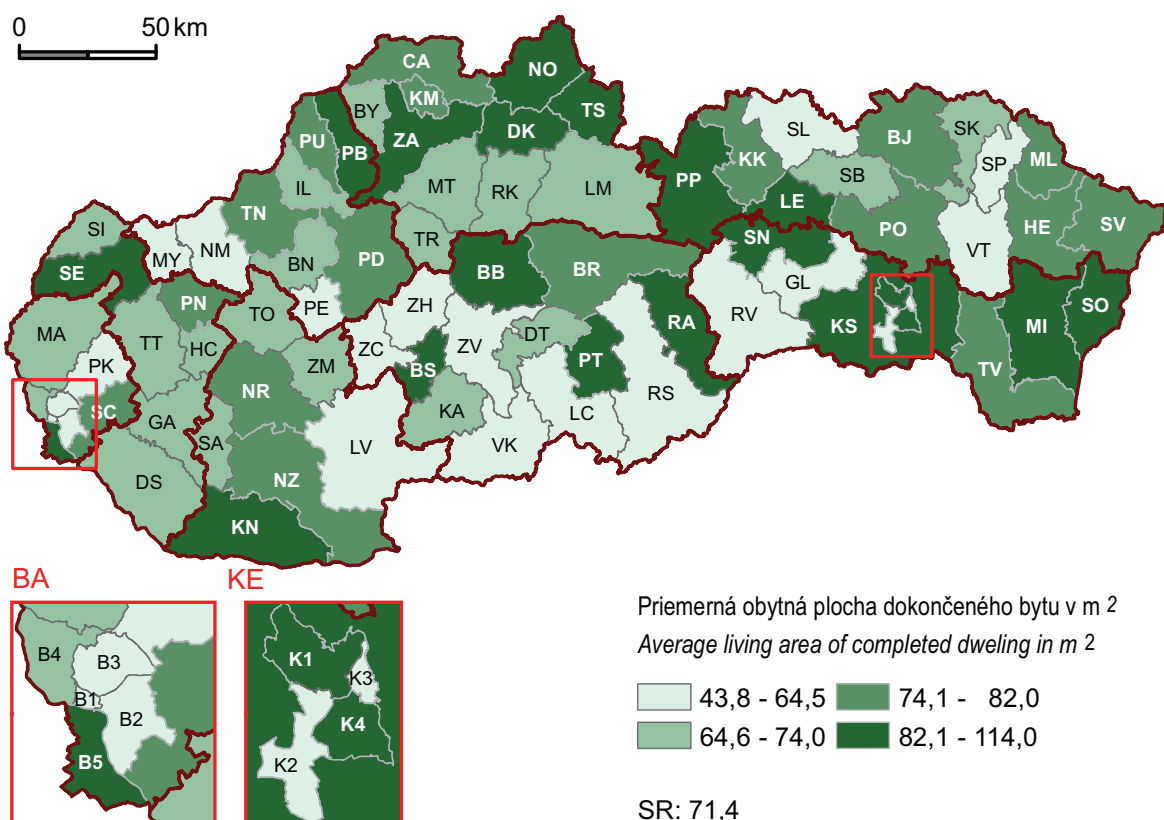 0 50 km
CA
NO
KM
TS
BY
PU
PB
ZA
DK
SL
BJ
SK
SP
ML
KK
IL
MT
RK
LM
PP
SB
LE
TN
SI
NM
MY
BN
PD
TR
PO
VT
HE
SV
SE
BB
BR
SN
GL
PN
TO
PE
ZH
RV
KS
MI
SO
MA
TT
HC
ZC
ZV
DT
PT
RA
TV
PK
ZM
BS
NR
SC
GA
KA
LC
RS
SA
LV
VK
DS
NZ
KN
BA
KE
B4
B3
B1
B2
B5
K1
K3
K4
K2
Priemerná obytná plocha dokončeného bytu v m 2
Average living area of completed dweling in m 2
43,8 - 64,5
74,1 - 82,0
64,6 - 74,0
82,1 - 114,0
SR: 71,4